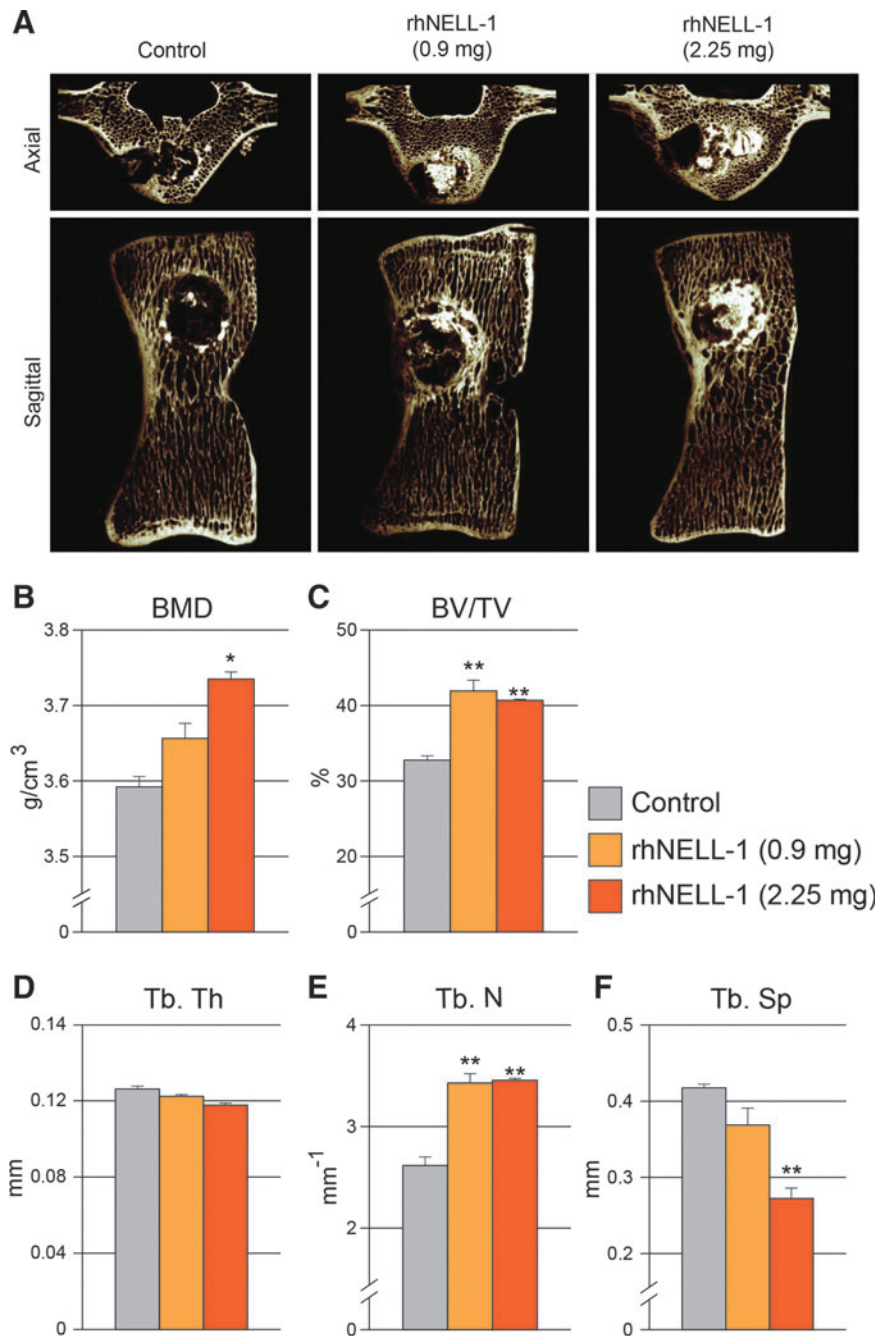 A
Control
rhNELL-1
(0.9 mg)
rhNELL-1
(2.25 mg)
Axial
Sagittal
B
BMD
3.8
3.7
3.6
3.5
0
g/cm3
C
BV/TV
50
40
30
20
0
%
*
**
**
Control
rhNELL-1 (0.9 mg)
rhNELL-1 (2.25 mg)
D
Tb. Th
0.14
0.12
0.08
0.04
0
mm
E
Tb. N
4
3
2
0
mm-1
**
**
F
Tb. Sp
0.5
0.4
0.3
0.2
0
mm
**